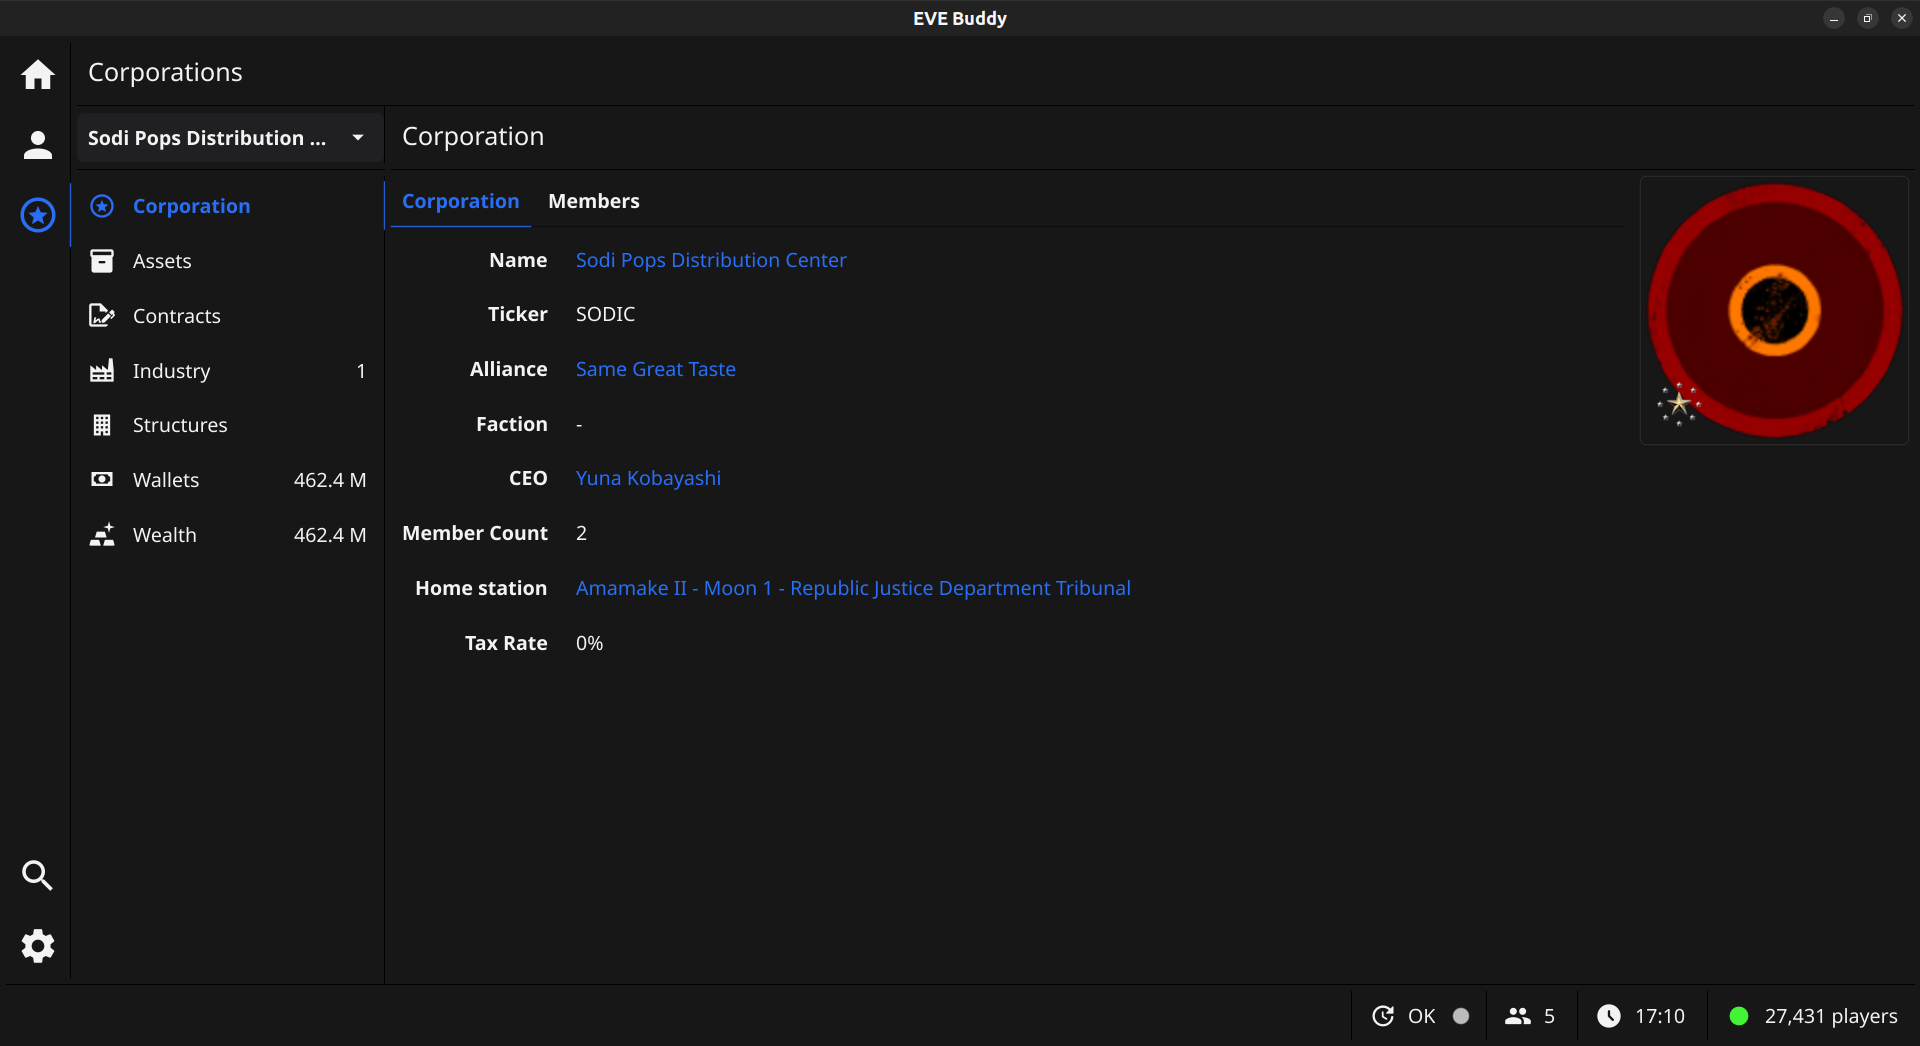 EVE Buddy
Corporations
Sodi Pops Distribution ...
Corporation
Assets
Contracts
Industry 1
Structures
Wallets 462.4 M
Wealth 462.4 M
Corporation
Corporation Members
Name Sodi Pops Distribution Center
Ticker SODIC
Alliance Same Great Taste
Faction -
CEO Yuna Kobayashi
Member Count 2
Home station Amamake II - Moon 1 - Republic Justice Department Tribunal
Tax Rate 0%
OK 5 17:10 27,431 players